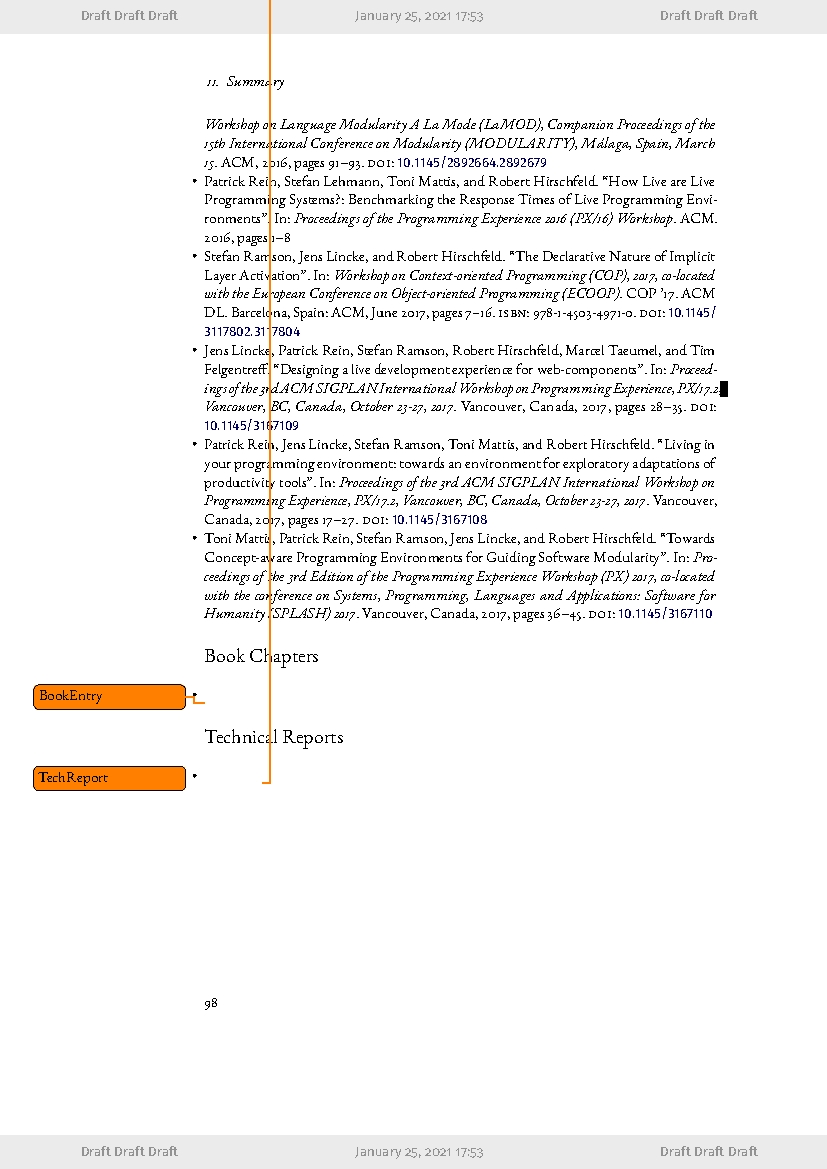 Draft Draft Draft January 25, 2021 17:53 Draft Draft Draft
11. Summary
Workshop on Language Modularity A La Mode (LaMOD), Companion Proceedings of the
15th International Conference on Modularity (MODULARITY), Málaga, Spain, March
15. ACM, 2016, pages 91–93. DOI: 10.1145/2892664.2892679
• Patrick Rein, Stefan Lehmann, Toni Mattis, and Robert Hirschfeld. “How Live are Live
Programming Systems?: Benchmarking the Response Times of Live Programming Envi-
ronments”. In: Proceedings of the Programming Experience 2016 (PX/16) Workshop. ACM.
2016, pages 1–8
• Stefan Ramson, Jens Lincke, and Robert Hirschfeld. “The Declarative Nature of Implicit
Layer Activation”. In: Workshop on Context-oriented Programming (COP), 2017, co-located
with the European Conference on Object-oriented Programming (ECOOP). COP ’17. ACM
DL. Barcelona, Spain: ACM, June 2017, pages 7–16. ISBN: 978-1-4503-4971-0. DOI: 10.1145/
3117802.3117804
• Jens Lincke, Patrick Rein, Stefan Ramson, Robert Hirschfeld, Marcel Taeumel, and Tim
Felgentreff. “Designing a live development experience for web-components”. In: Proceed-
ings of the 3rd ACM SIGPLAN International Workshop on Programming Experience, PX/17.2,
Vancouver, BC, Canada, October 23-27, 2017. Vancouver, Canada, 2017, pages 28–35. DOI:
10.1145/3167109
• Patrick Rein, Jens Lincke, Stefan Ramson, Toni Mattis, and Robert Hirschfeld. “Living in
your programming environment: towards an environment for exploratory adaptations of
productivity tools”. In: Proceedings of the 3rd ACM SIGPLAN International Workshop on
Programming Experience, PX/17.2, Vancouver, BC, Canada, October 23-27, 2017. Vancouver,
Canada, 2017, pages 17–27. DOI: 10.1145/3167108
• Toni Mattis, Patrick Rein, Stefan Ramson, Jens Lincke, and Robert Hirschfeld. “Towards
Concept-aware Programming Environments for Guiding Software Modularity”. In: Pro-
ceedings of the 3rd Edition of the Programming Experience Workshop (PX) 2017, co-located
with the conference on Systems, Programming, Languages and Applications: Software for
Humanity (SPLASH) 2017. Vancouver, Canada, 2017, pages 36–45. DOI: 10.1145/3167110
Book Chapters
BookEntry •
Technical Reports
TechReport •
98
Draft Draft Draft January 25, 2021 17:53 Draft Draft Draft